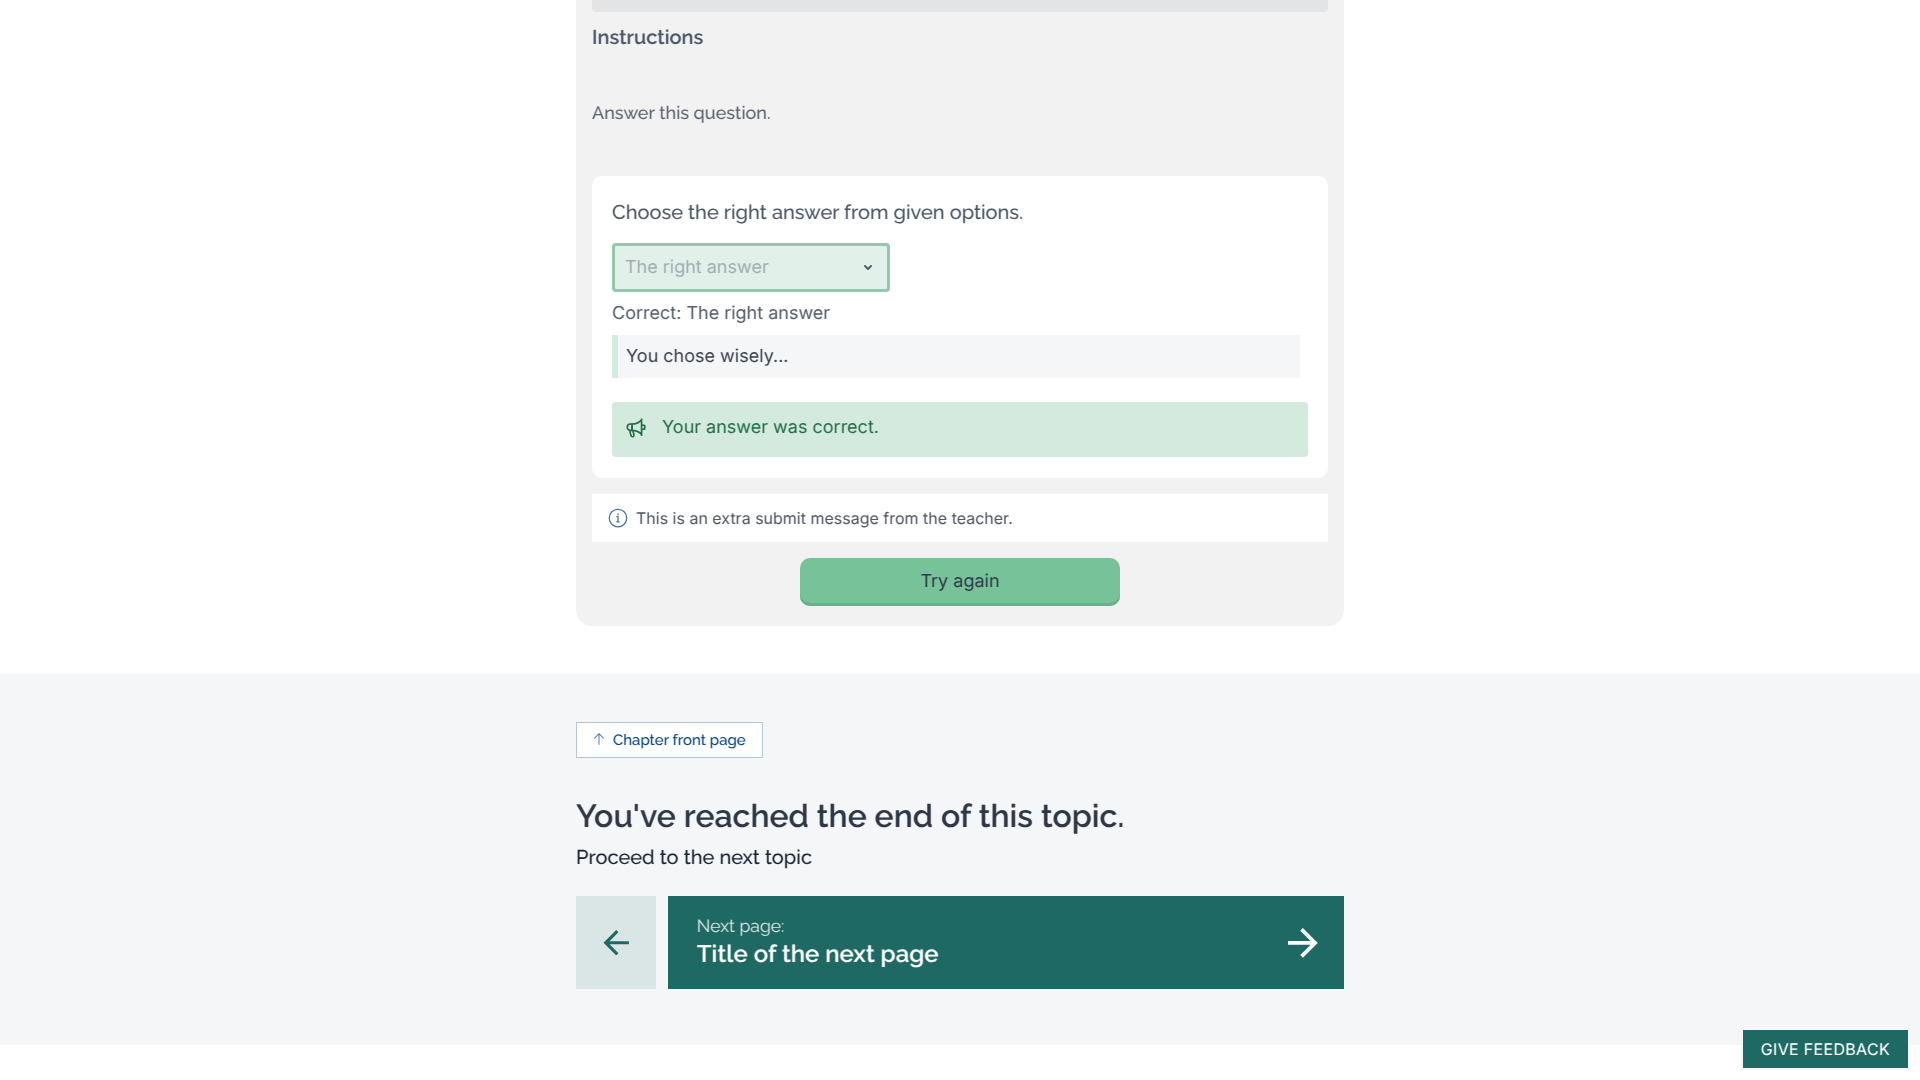 Instructions
Answer this question.
Choose the right answer from given options.
The right answer
Correct: The right answer
You chose wisely...
Your answer was correct.
This is an extra submit message from the teacher.
Try again
Chapter front page
You've reached the end of this topic.
Proceed to the next topic
Next page:
Title of the next page
GIVE FEEDBACK